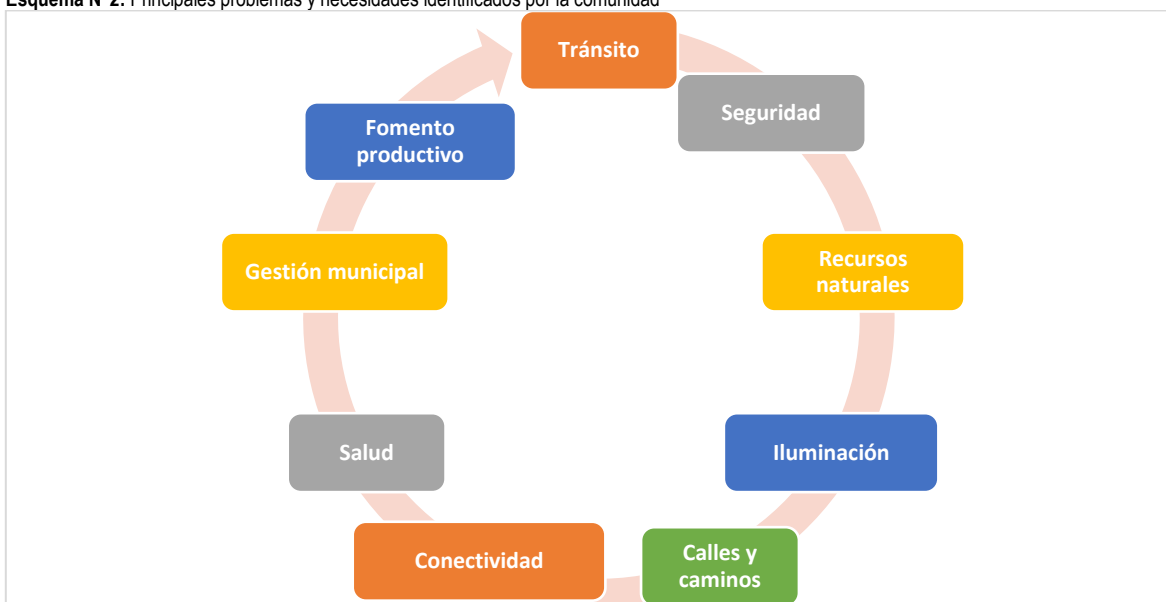 Esquema N°2: Principales problemas y necesidades identificados por la comunidad
Tránsito
Seguridad
Fomento
productivo
Gestión municipal
Recursos
naturales
Salud
Iluminación
Conectividad
Calles y
caminos